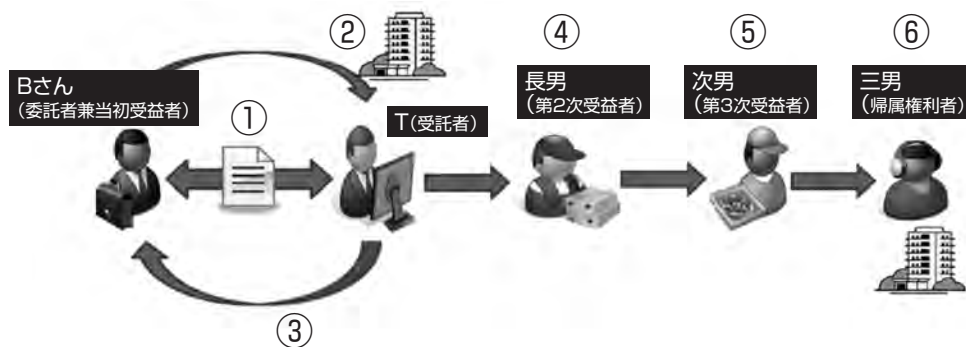 ②
④
⑤
⑥
Bさん
(委託者兼当初受益者)
①
T(受託者)
長男
(第2次受益者)
次男
(第3次受益者)
三男
(帰属権利者)
③